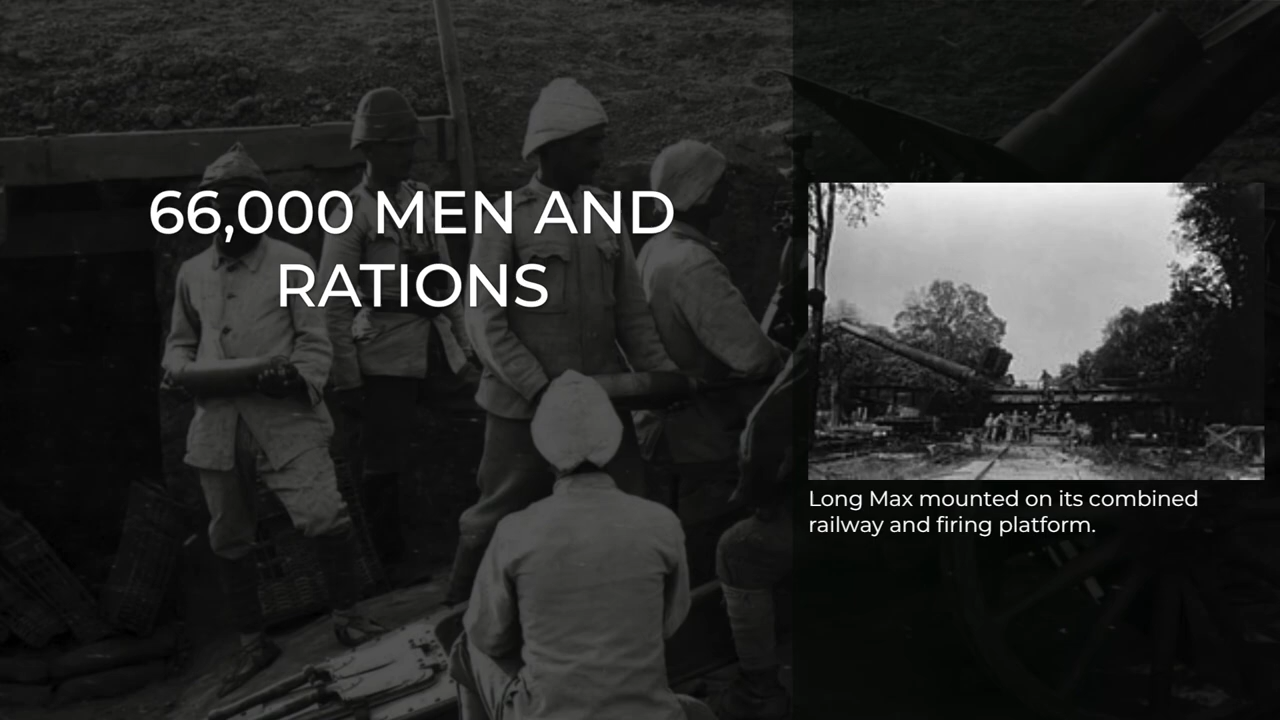 66,000 MEN AND
RATIONS
Long Max mounted on its combined
railway and firing platform.